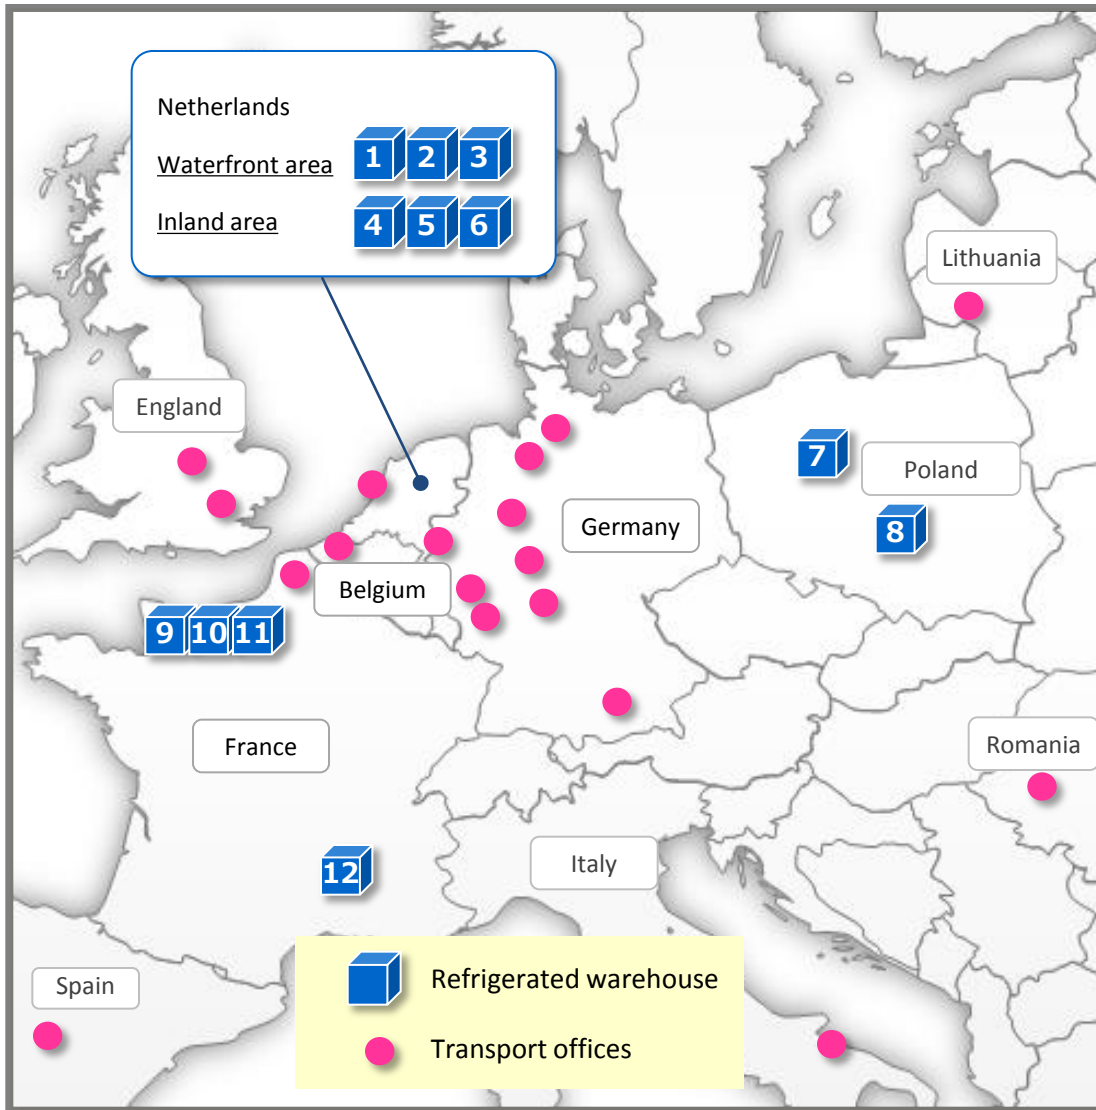 Netherlands
Waterfront area 1 2 3
Inland area 4 5 6
Lithuania
England
7
Poland
8
Germany
Belgium
9 10 11
France
Romania
12
Italy
Spain
Refrigerated warehouse
Transport offices